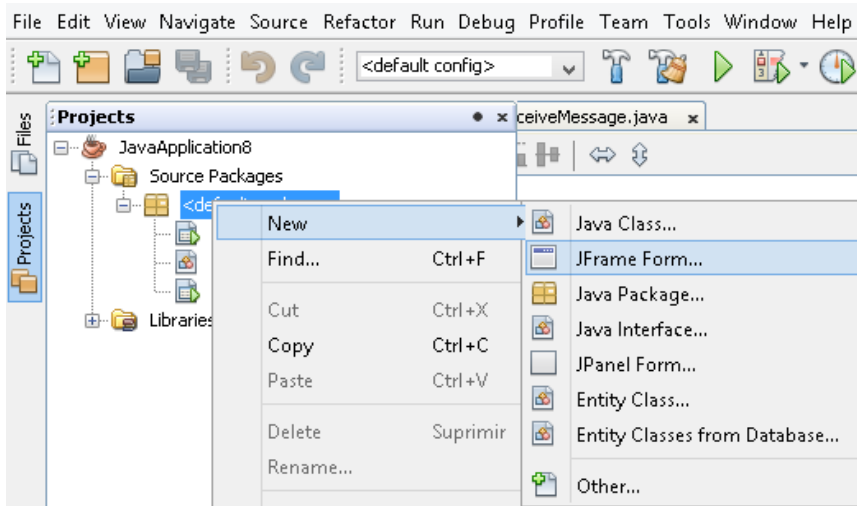 File Edit View Navigate Source Refactor Run Debug Profile Team Tools Window Help
<default config>
Files
Projects
Projects
ceiveMessage.java
JavaApplication8
Source Packages
<def
Libraries
New
Find... Ctrl+F
Cut Ctrl+X
Copy Ctrl+C
Paste Ctrl+V
Delete Suprimir
Rename...
Java Class...
JFrame Form...
Java Package...
Java Interface...
JPanel Form...
Entity Class...
Entity Classes from Database...
Other...